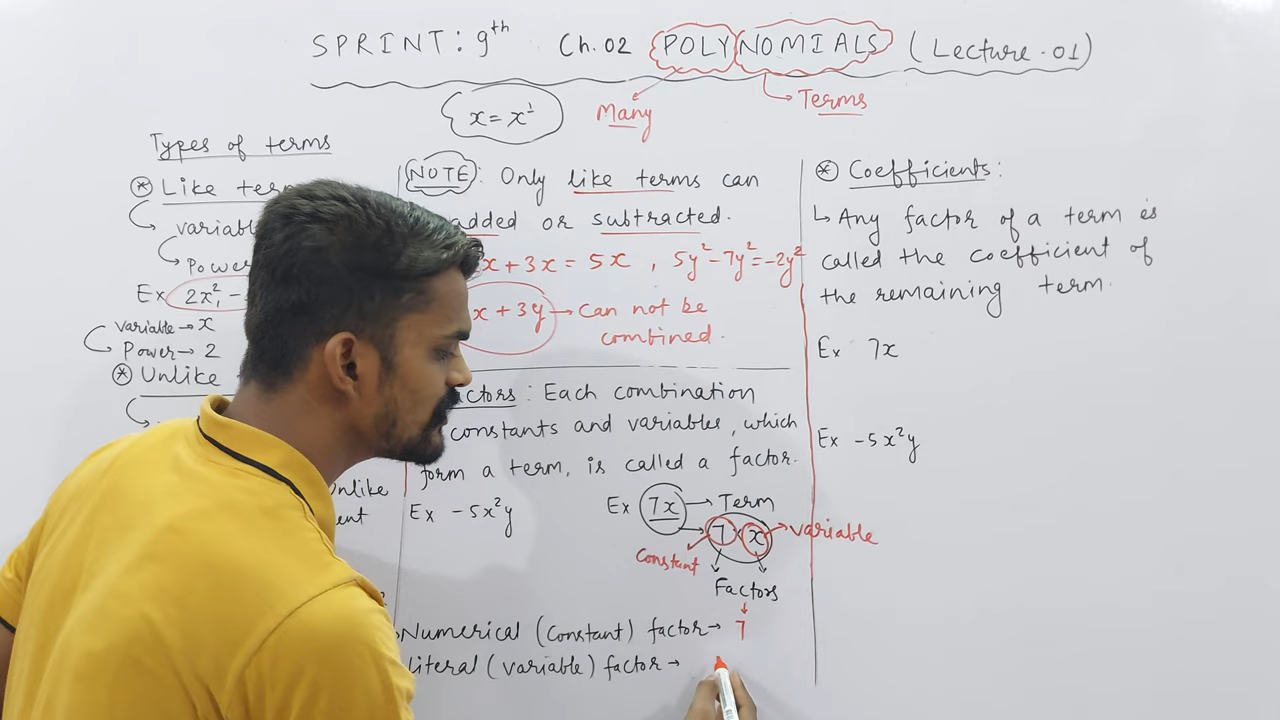 SPRINT: 9th Ch. 02 POLYNOMIALS (Lecture-01)
x = x¹
Many
Terms
Types of terms
Like
variable
Power
Ex 2x², -
variable → x
Power → 2
Unlike
Unlike
NOTE: Only like terms can
added or subtracted.
x + 3x = 5x , 5y² - 7y² = -2y²
x + 3y → Can not be
combined.
Each combination
constants and variables, which
form a term, is called a factor.
Ex -5x²y
Ex 7x → Term
→ 7 · x → variable
Constant
Factors
Numerical (Constant) factor → 7
literal (variable) factor →
Coefficients:
↳ Any factor of a term is
called the coefficient of
the remaining term.
Ex 7x
Ex -5x²y